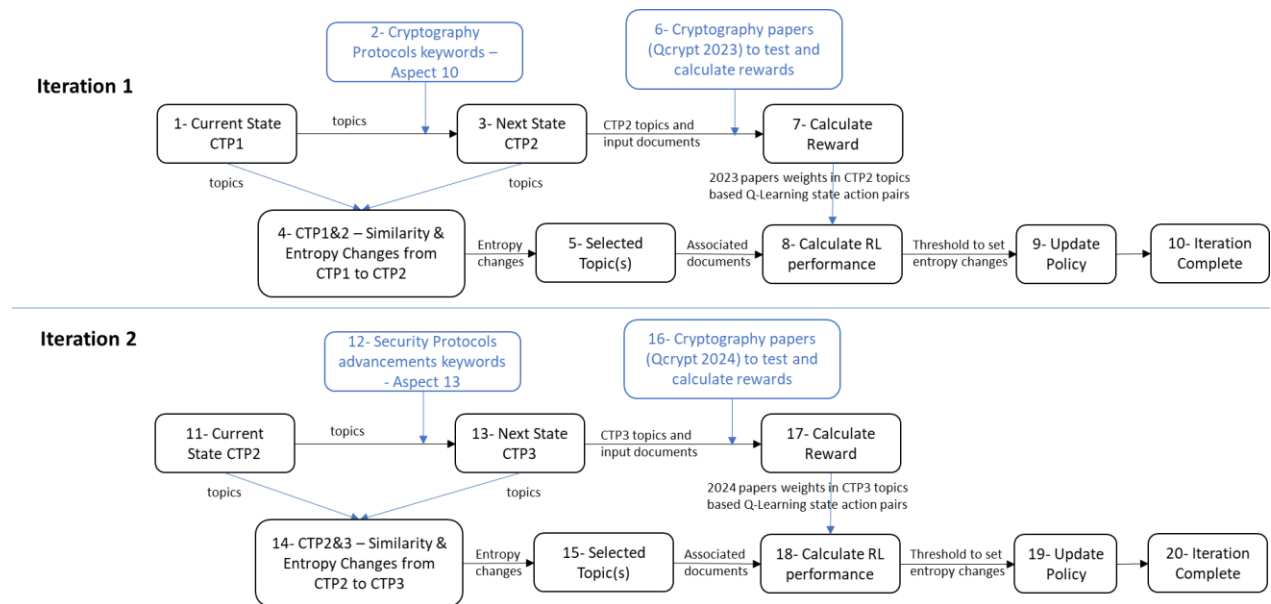 2- Cryptography
Protocols keywords –
Aspect 10
6- Cryptography papers
(Qcrypt 2023) to test and
calculate rewards
Iteration 1
1- Current State
CTP1
topics
3- Next State
CTP2
CTP2 topics and
input documents
7- Calculate
Reward
topics
topics
2023 papers weights in CTP2 topics
based Q-Learning state action pairs
4- CTP1&2 – Similarity &
Entropy Changes from
CTP1 to CTP2
Entropy
changes
5- Selected
Topic(s)
Associated
documents
8- Calculate RL
performance
Threshold to set
entropy changes
9- Update
Policy
10- Iteration
Complete
Iteration 2
12- Security Protocols
advancements keywords
- Aspect 13
16- Cryptography papers
(Qcrypt 2024) to test and
calculate rewards
11- Current
State CTP2
topics
13- Next State
CTP3
CTP3 topics and
input documents
17- Calculate
Reward
topics
topics
2024 papers weights in CTP3 topics
based Q-Learning state action pairs
14- CTP2&3 – Similarity &
Entropy Changes from
CTP2 to CTP3
Entropy
changes
15- Selected
Topic(s)
Associated
documents
18- Calculate RL
performance
Threshold to set
entropy changes
19- Update
Policy
20- Iteration
Complete